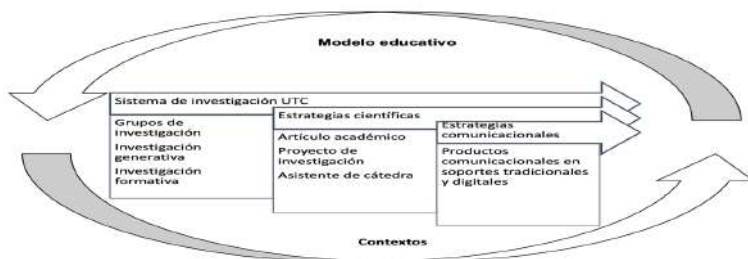 Modelo educativo
Sistema de investigación UTC
Grupos de
investigación
Investigación
generativa
Investigación
formativa
Estrategias científicas
Artículo académico
Proyecto de
investigación
Asistente de cátedra
Estrategias
comunicacionales
Productos
comunicacionales en
soportes tradicionales
y digitales
Contextos